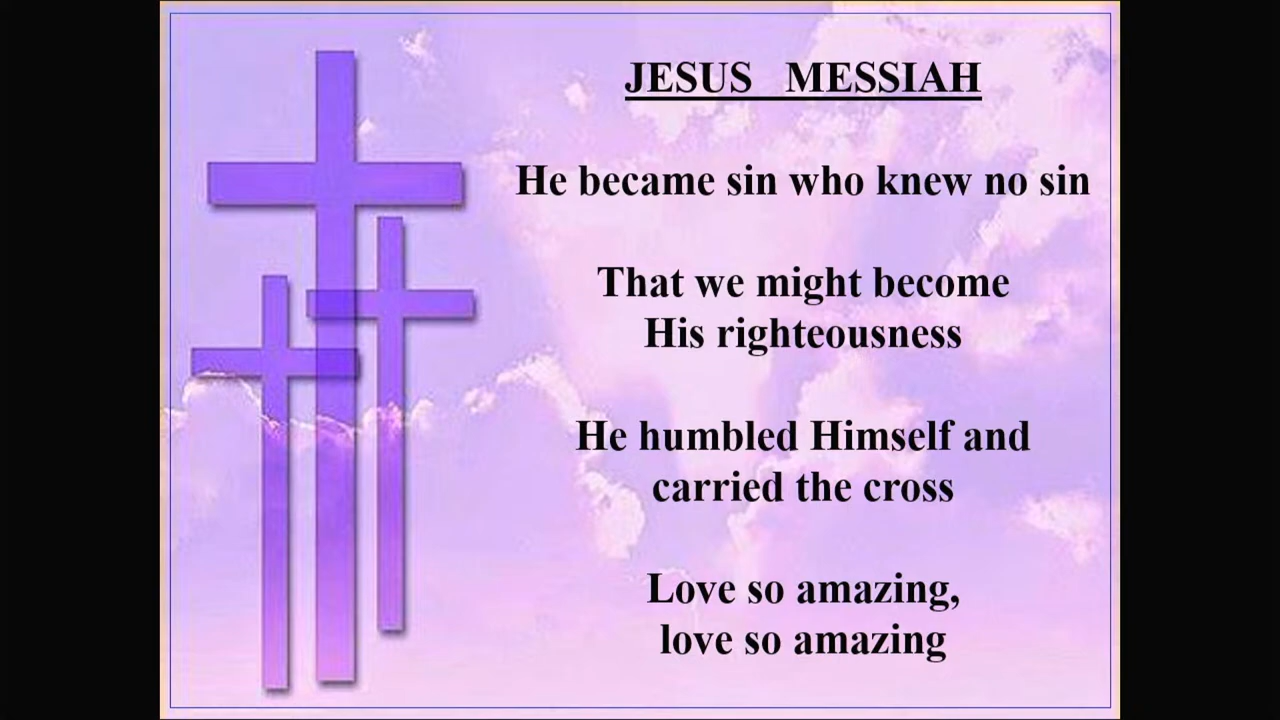 JESUS MESSIAH
He became sin who knew no sin
That we might become
His righteousness
He humbled Himself and
carried the cross
Love so amazing,
love so amazing